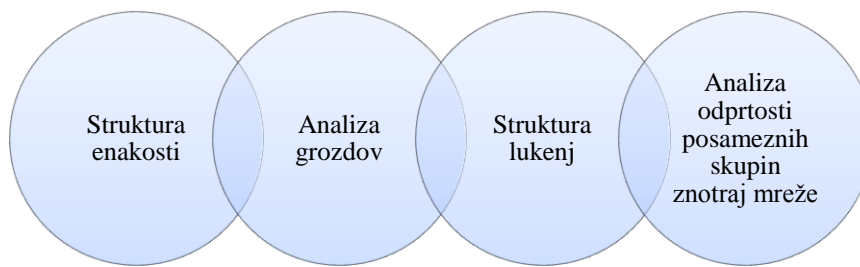 Struktura
enakosti
Analiza
grozdov
Struktura
lukenj
Analiza
odprtosti
posameznih
skupin
znotraj mreže